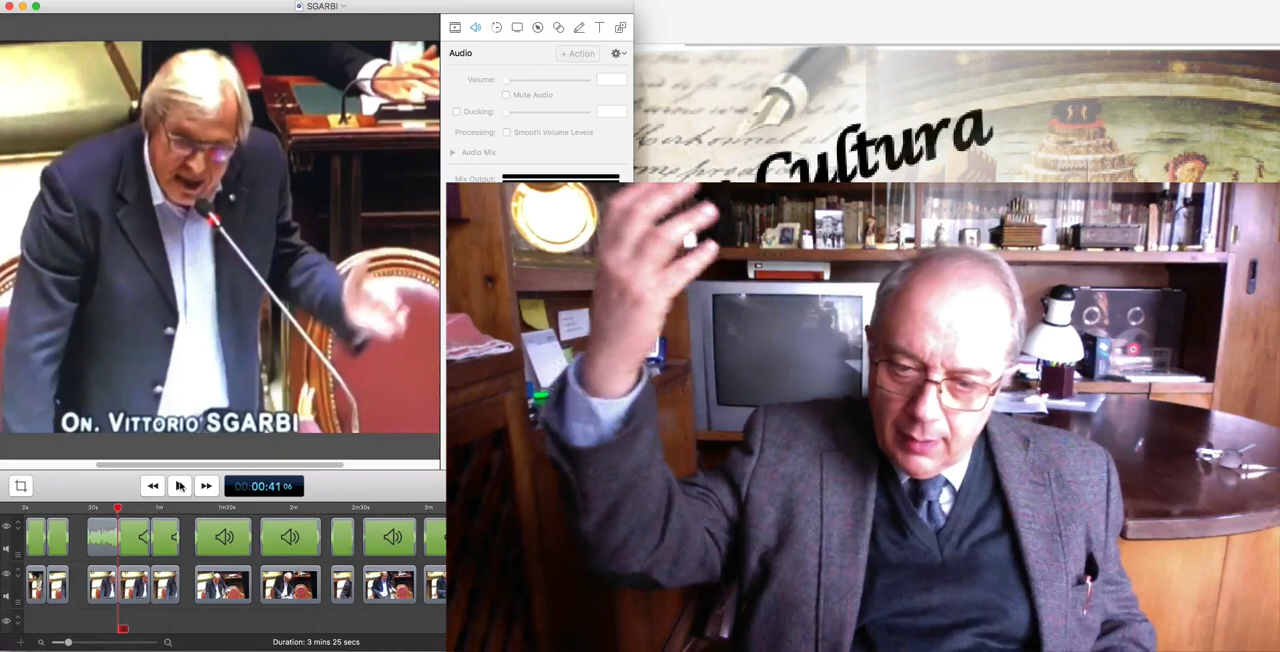 SGARBI
Audio
+ Action
Volume:
Mute Audio
Ducking:
Processing:
Smooth Volume Levels
Audio Mix
Mix Output:
Cultura
ON. VITTORIO SGARBI
00:00:41 06
0s
30s
1m
1m30s
2m
2m30s
3m
Duration: 3 mins 25 secs